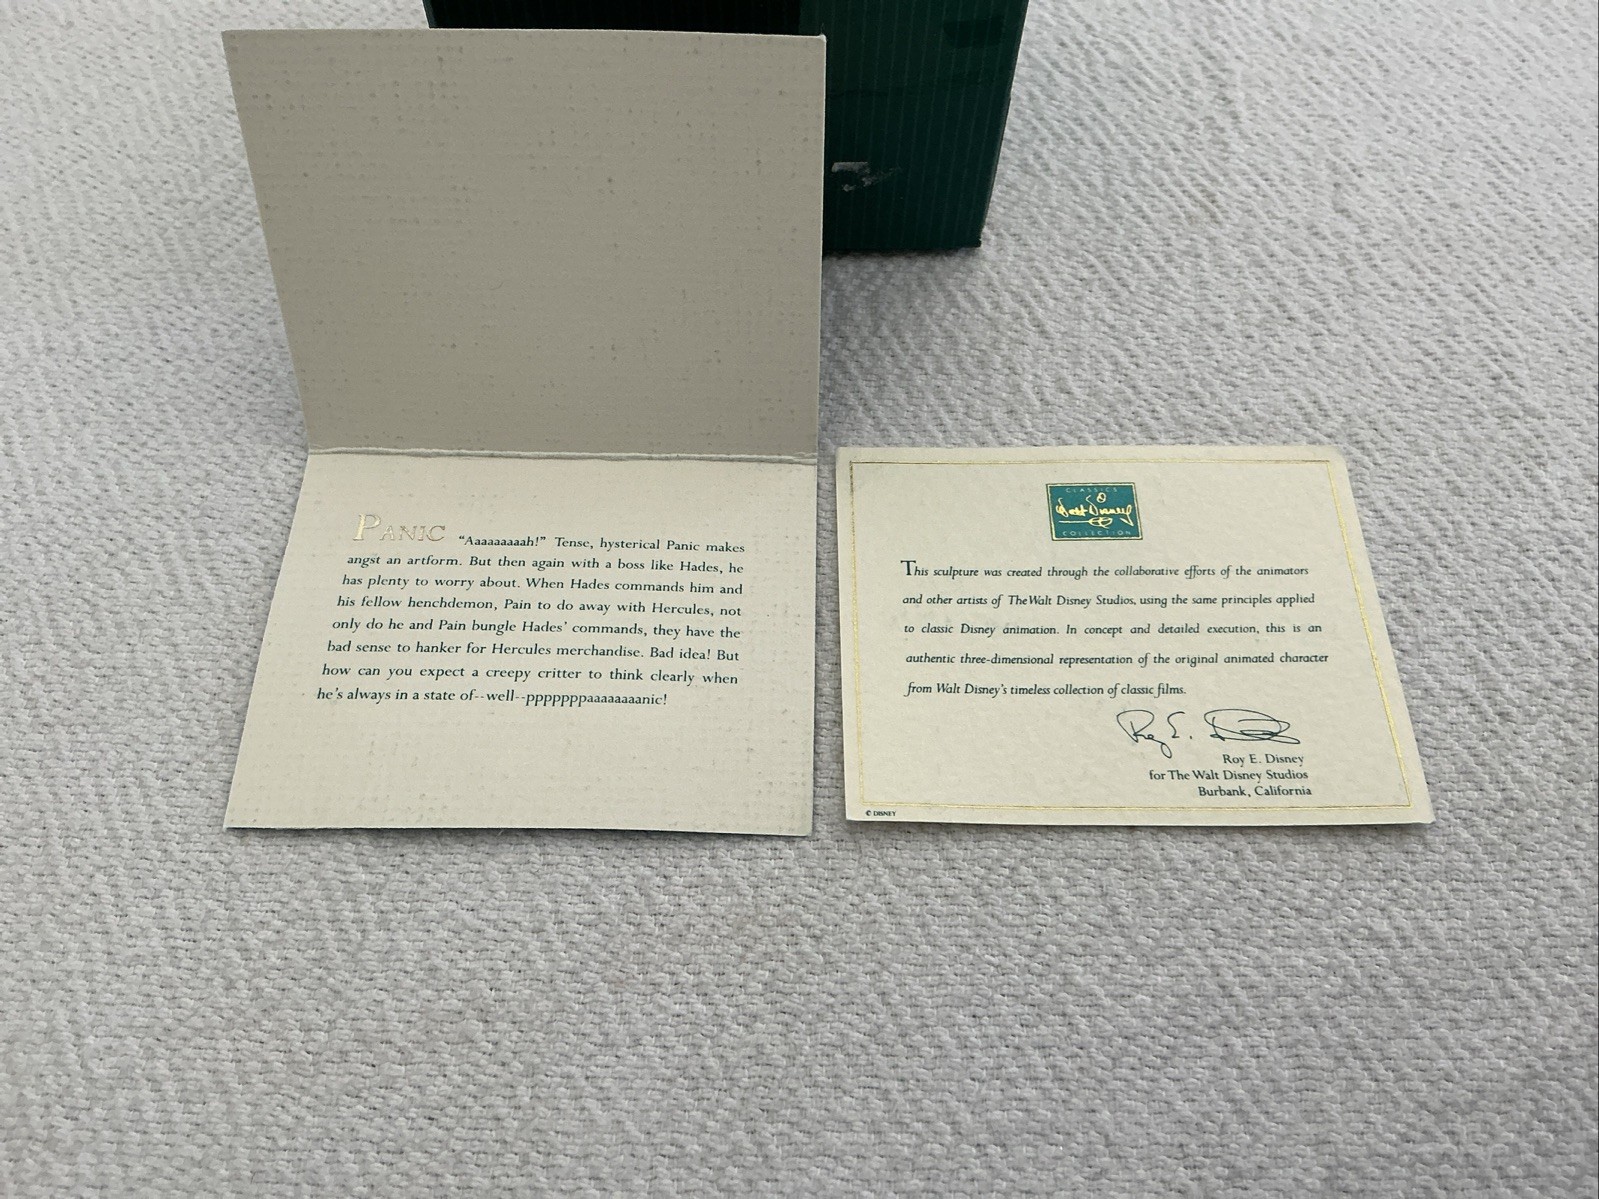 PANIC "Aaaaaaaaah!" Tense, hysterical Panic makes
angst an artform. But then again with a boss like Hades, he
has plenty to worry about. When Hades commands him and
his fellow henchdemon, Pain to do away with Hercules, not
only do he and Pain bungle Hades' commands, they have the
bad sense to hanker for Hercules merchandise. Bad idea! But
how can you expect a creepy critter to think clearly when
he's always in a state of--well--pppppppaaaaaaaanic!
CLASSICS
Walt Disney
COLLECTION
This sculpture was created through the collaborative efforts of the animators
and other artists of The Walt Disney Studios, using the same principles applied
to classic Disney animation. In concept and detailed execution, this is an
authentic three-dimensional representation of the original animated character
from Walt Disney's timeless collection of classic films.
Roy E. Disney
Roy E. Disney
for The Walt Disney Studios
Burbank, California
© DISNEY